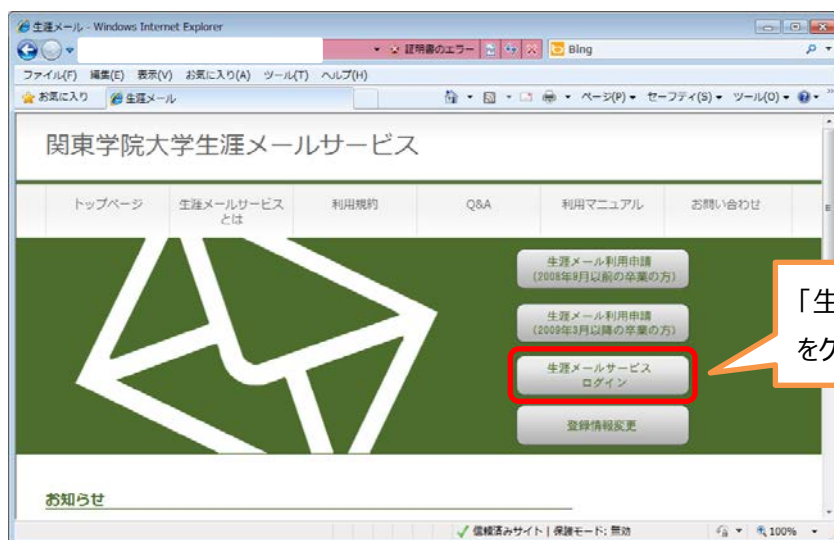 生涯メール - Windows Internet Explorer
証明書のエラー
Bing
ファイル(F) 編集(E) 表示(V) お気に入り(A) ツール(T) ヘルプ(H)
お気に入り 生涯メール
ページ(P) セーフティ(S) ツール(O)
関東学院大学生涯メールサービス
トップページ
生涯メールサービス
とは
利用規約
Q&A
利用マニュアル
お問い合わせ
生涯メール利用申請
(2008年9月以前の卒業の方)
生涯メール利用申請
(2009年3月以降の卒業の方)
生涯メールサービス
ログイン
登録情報変更
「生
をク
お知らせ
信頼済みサイト | 保護モード: 無効
100%